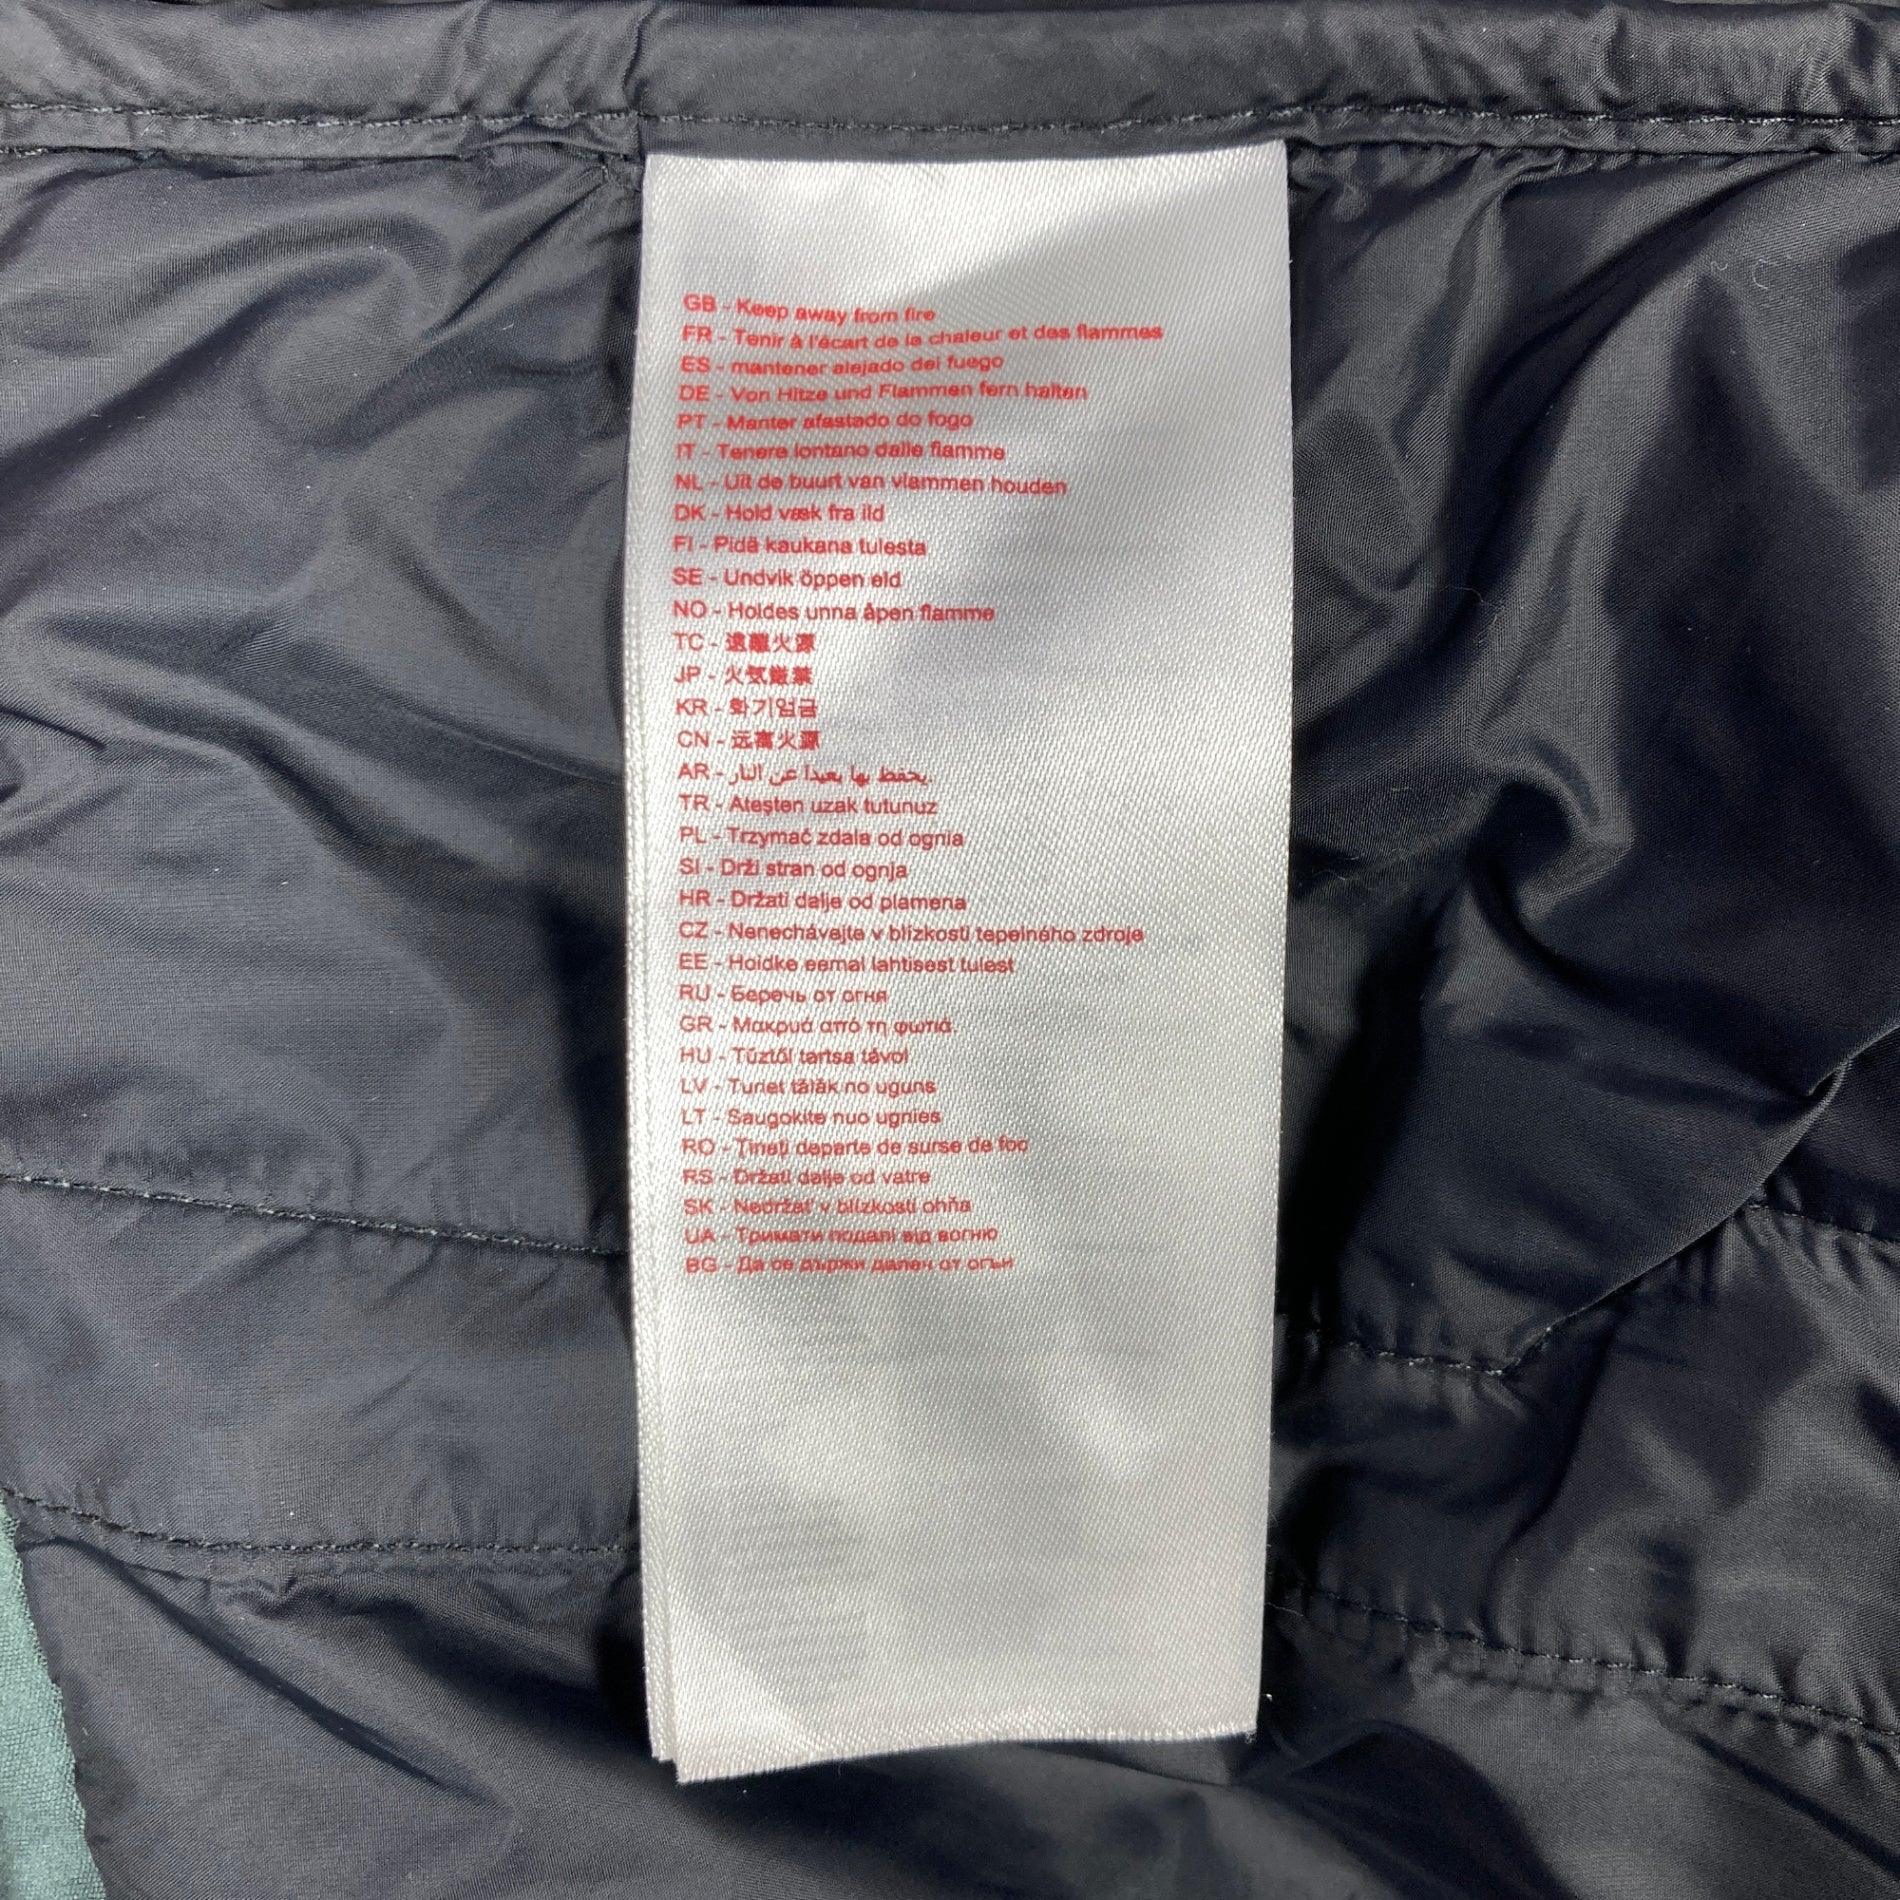 GB - Keep away from fire
FR - Tenir à l'écart de la chaleur et des flammes
ES - mantener alejado del fuego
DE - Von Hitze und Flammen fern halten
PT - Manter afastado do fogo
IT - Tenere lontano dalle flamme
NL - Uit de buurt van vlammen houden
DK - Hold væk fra ild
FI - Pidä kaukana tulesta
SE - Undvik öppen eld
NO - Holdes unna åpen flamme
TC - 遠離火源
JP - 火気厳禁
KR - 화기엄금
CN - 远离火源
AR - يحفظ بها بعيدا عن النار.
TR - Ateşten uzak tutunuz
PL - Trzymać zdala od ognia
SI - Drži stran od ognja
HR - Držati dalje od plamena
CZ - Nenechávejte v blízkosti tepelného zdroje
EE - Hoidke eemal lahtisest tulest
RU - Беречь от огня
GR - Μακρυά από τη φωτιά.
HU - Tűztől tartsa távol
LV - Turiet tālāk no uguns
LT - Saugokite nuo ugnies
RO - Țineți departe de surse de foc
RS - Držati dalje od vatre
SK - Nedržať v blízkosti ohňa
UA - Тримати подалі від вогню
BG - Да се държи далеч от огън